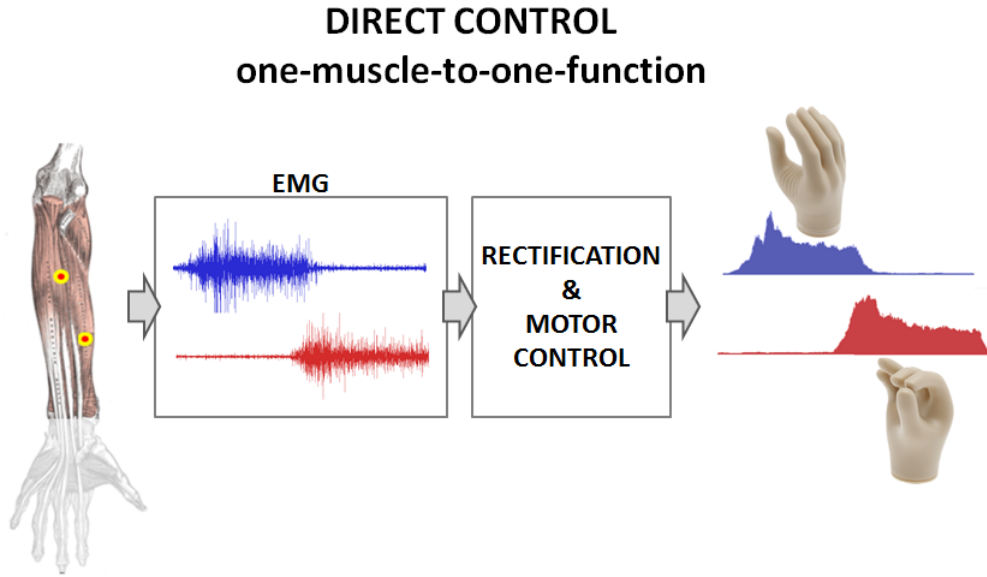 DIRECT CONTROL
one-muscle-to-one-function
EMG
RECTIFICATION
&
MOTOR
CONTROL